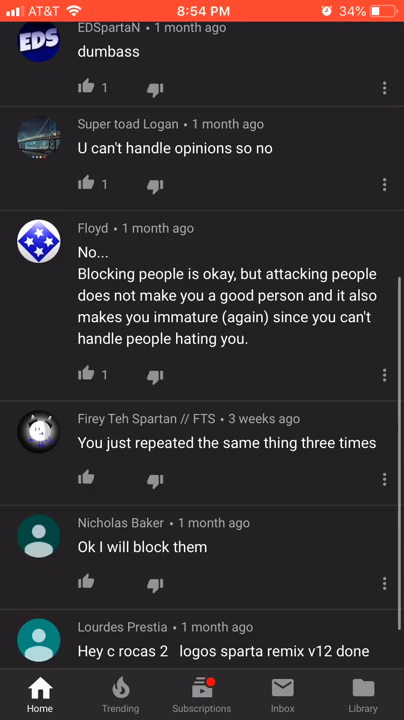 AT&T 8:54 PM 34%
EDS
EDSpartaN • 1 month ago
dumbass
1
Super toad Logan • 1 month ago
U can't handle opinions so no
1
Floyd • 1 month ago
No...
Blocking people is okay, but attacking people
does not make you a good person and it also
makes you immature (again) since you can't
handle people hating you.
1
Firey Teh Spartan // FTS • 3 weeks ago
You just repeated the same thing three times
Nicholas Baker • 1 month ago
Ok I will block them
Lourdes Prestia • 1 month ago
Hey c rocas 2 logos sparta remix v12 done
Home Trending Subscriptions Inbox Library